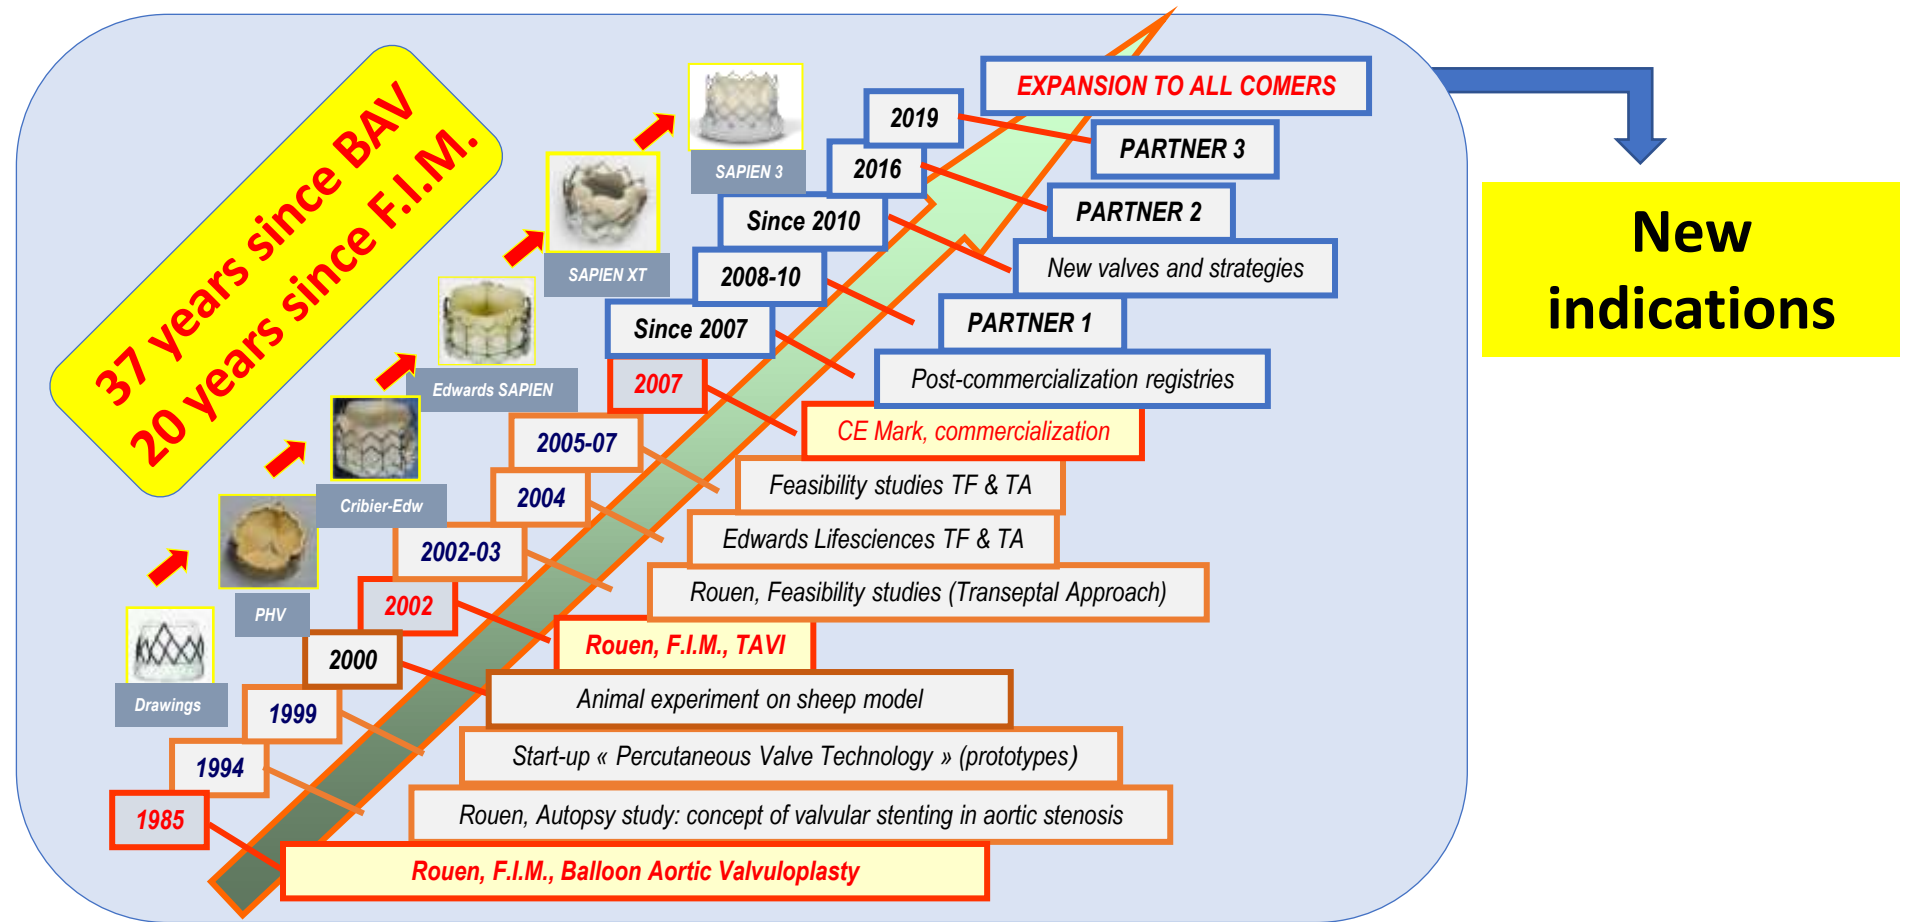 37 years since BAV
20 years since F.I.M.
EXPANSION TO ALL COMERS
2019
PARTNER 3
SAPIEN 3
2016
PARTNER 2
Since 2010
New valves and strategies
SAPIEN XT
2008-10
PARTNER 1
Since 2007
Post-commercialization registries
Edwards SAPIEN
2007
CE Mark, commercialization
2005-07
Feasibility studies TF & TA
Cribier-Edw
2004
Edwards Lifesciences TF & TA
2002-03
Rouen, Feasibility studies (Transeptal Approach)
PHV
2002
Rouen, F.I.M., TAVI
2000
Animal experiment on sheep model
Drawings
1999
Start-up « Percutaneous Valve Technology » (prototypes)
1994
Rouen, Autopsy study: concept of valvular stenting in aortic stenosis
1985
Rouen, F.I.M., Balloon Aortic Valvuloplasty
New
indications